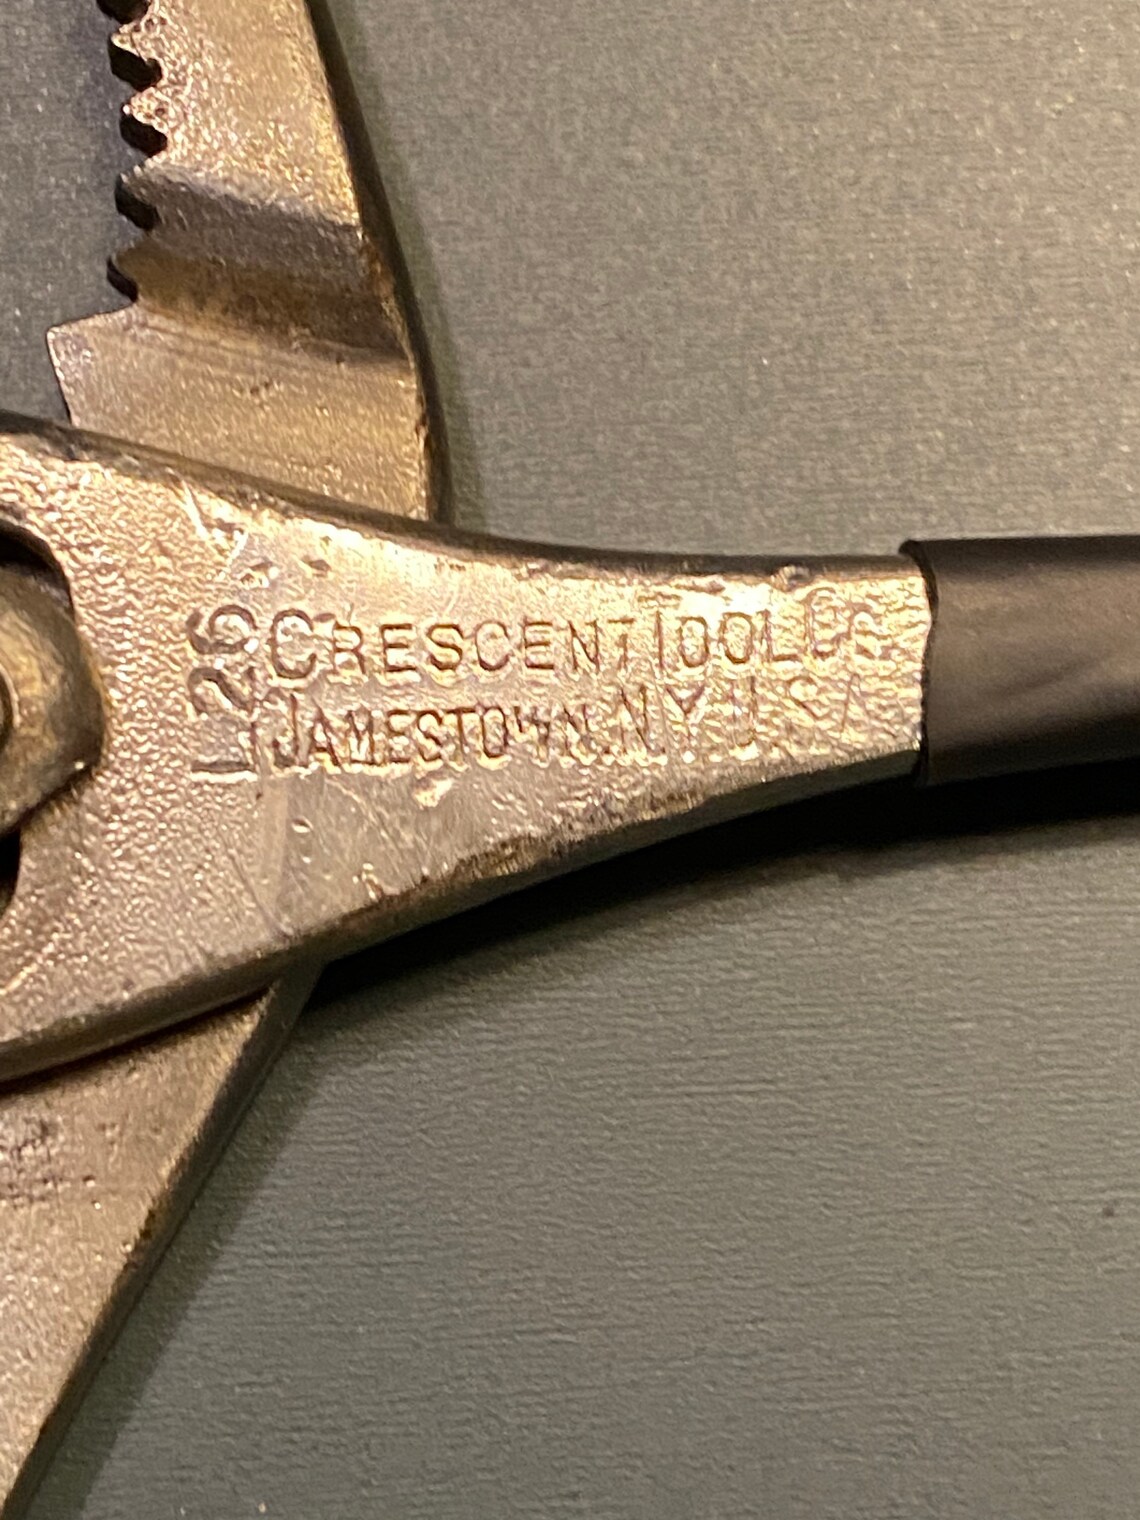 L26
CRESCENT TOOL CO.
JAMESTOWN. N.Y. U.S.A.